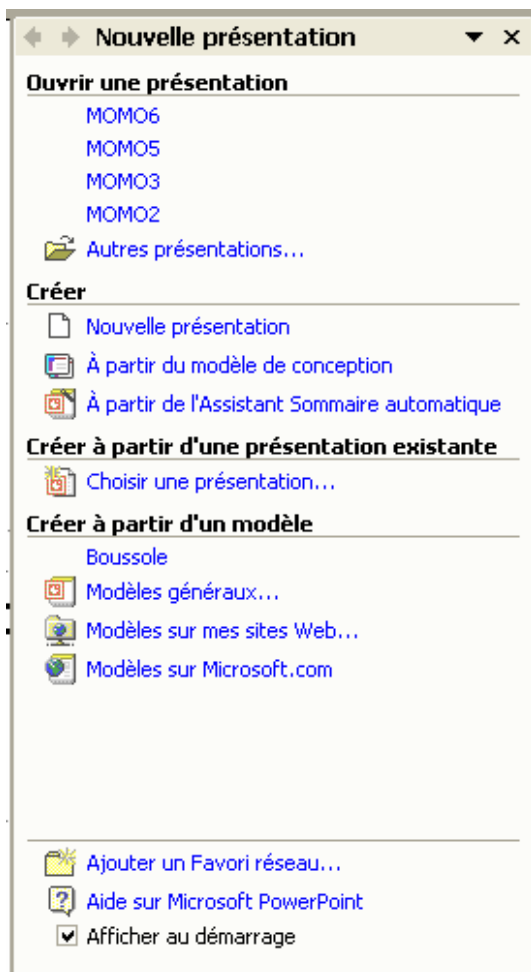 Nouvelle présentation
Ouvrir une présentation
MOMO6
MOMO5
MOMO3
MOMO2
Autres présentations...
Créer
Nouvelle présentation
À partir du modèle de conception
À partir de l'Assistant Sommaire automatique
Créer à partir d'une présentation existante
Choisir une présentation...
Créer à partir d'un modèle
Boussole
Modèles généraux...
Modèles sur mes sites Web...
Modèles sur Microsoft.com
Ajouter un Favori réseau...
Aide sur Microsoft PowerPoint
Afficher au démarrage